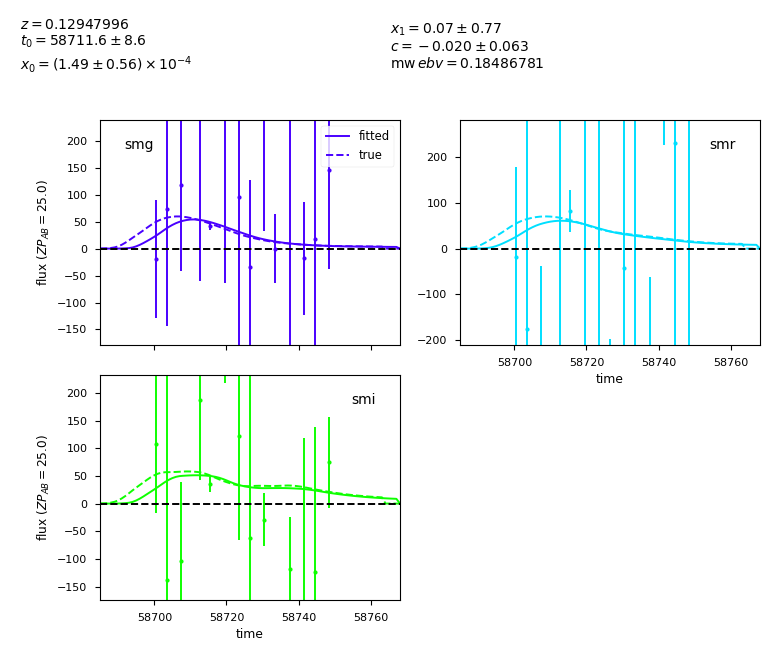 z = 0.12947996
t₀ = 58711.6 ± 8.6
x₀ = (1.49 ± 0.56) × 10⁻⁴
x₁ = 0.07 ± 0.77
c = −0.020 ± 0.063
mw ebv = 0.18486781
smg
fitted
true
200
150
100
50
0
−50
−100
−150
flux (ZP_AB = 25.0)
smr
200
100
0
−100
−200
58700 58720 58740 58760
time
smi
200
150
100
50
0
−50
−100
−150
flux (ZP_AB = 25.0)
58700 58720 58740 58760
time